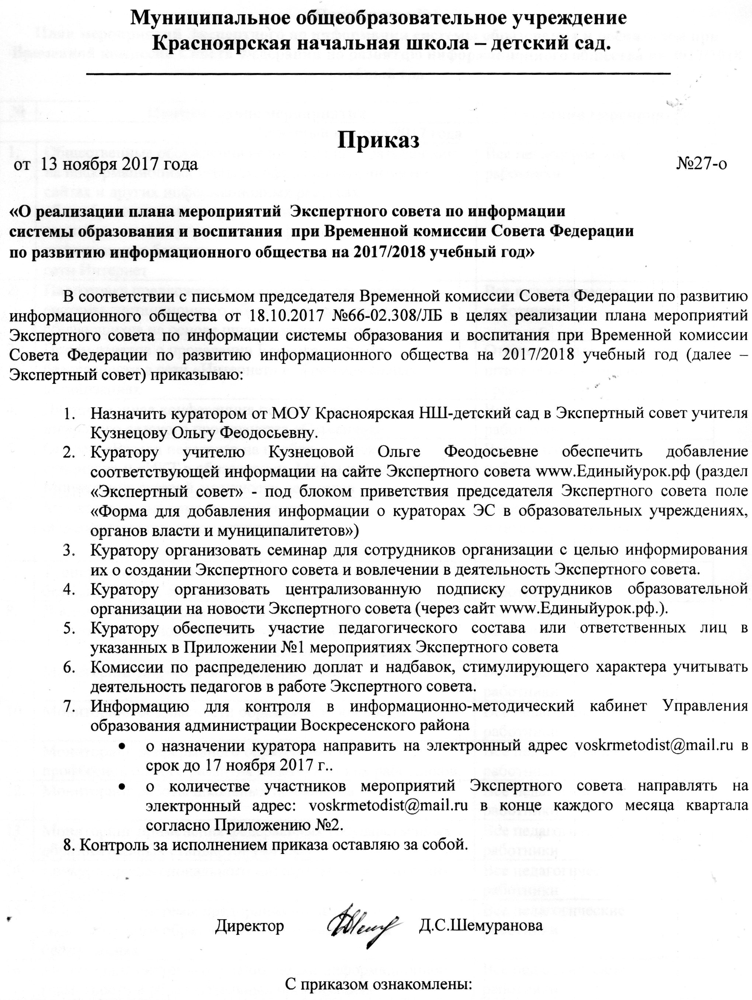 Муниципальное общеобразовательное учреждение
Красноярская начальная школа – детский сад.
Приказ
от 13 ноября 2017 года №27-о
«О реализации плана мероприятий Экспертного совета по информации
системы образования и воспитания при Временной комиссии Совета Федерации
по развитию информационного общества на 2017/2018 учебный год»
В соответствии с письмом председателя Временной комиссии Совета Федерации по развитию
информационного общества от 18.10.2017 №66-02.308/ЛБ в целях реализации плана мероприятий
Экспертного совета по информации системы образования и воспитания при Временной комиссии
Совета Федерации по развитию информационного общества на 2017/2018 учебный год (далее –
Экспертный совет) приказываю:
1. Назначить куратором от МОУ Красноярская НШ-детский сад в Экспертный совет учителя
Кузнецову Ольгу Феодосьевну.
2. Куратору учителю Кузнецовой Ольге Феодосьевне обеспечить добавление
соответствующей информации на сайте Экспертного совета www.Единыйурок.рф (раздел
«Экспертный совет» - под блоком приветствия председателя Экспертного совета поле
«Форма для добавления информации о кураторах ЭС в образовательных учреждениях,
органов власти и муниципалитетов»)
3. Куратору организовать семинар для сотрудников организации с целью информирования
их о создании Экспертного совета и вовлечении в деятельность Экспертного совета.
4. Куратору организовать централизованную подписку сотрудников образовательной
организации на новости Экспертного совета (через сайт www.Единыйурок.рф.).
5. Куратору обеспечить участие педагогического состава или ответственных лиц в
указанных в Приложении №1 мероприятиях Экспертного совета
6. Комиссии по распределению доплат и надбавок, стимулирующего характера учитывать
деятельность педагогов в работе Экспертного совета.
7. Информацию для контроля в информационно-методический кабинет Управления
образования администрации Воскресенского района
• о назначении куратора направить на электронный адрес voskrmetodist@mail.ru в
срок до 17 ноября 2017 г..
• о количестве участников мероприятий Экспертного совета направлять на
электронный адрес: voskrmetodist@mail.ru в конце каждого месяца квартала
согласно Приложению №2.
8. Контроль за исполнением приказа оставляю за собой.
Директор Д.С.Шемуранова
С приказом ознакомлены: